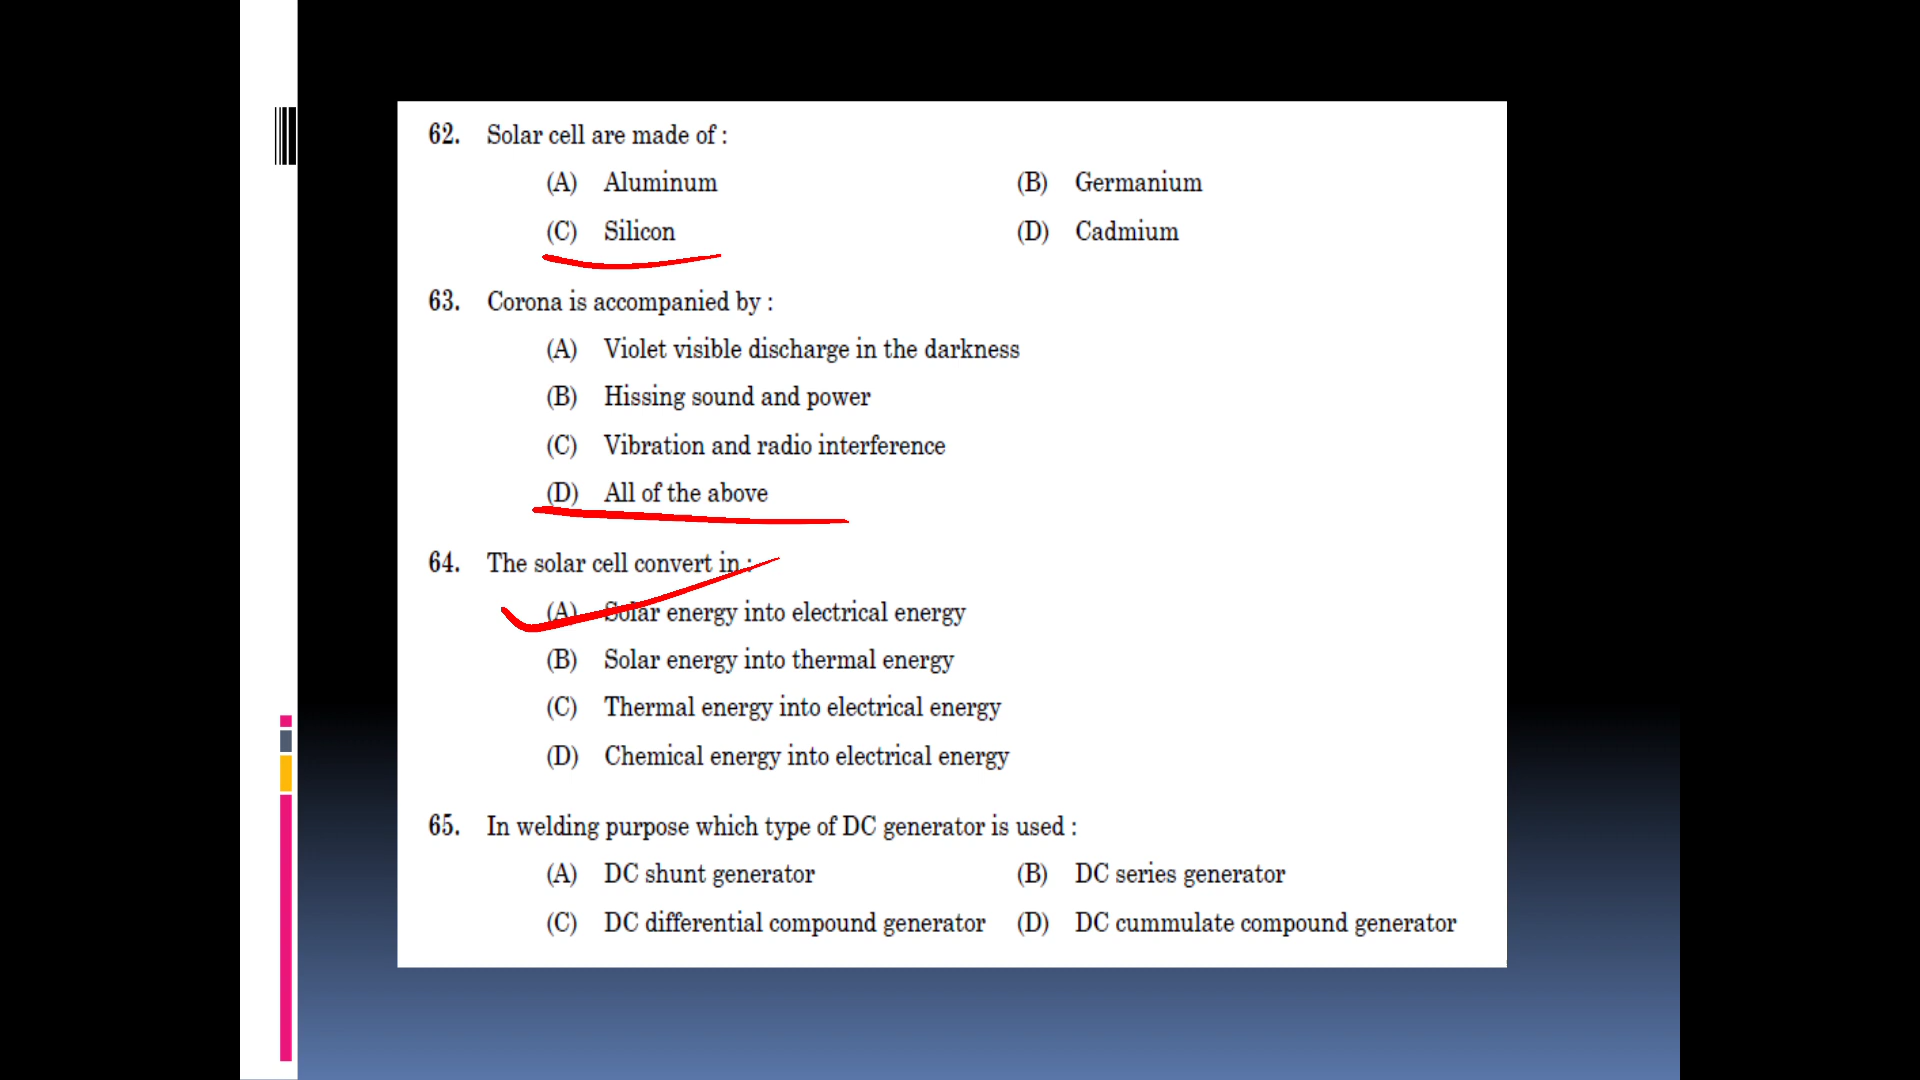 62. Solar cell are made of :
(A) Aluminum (B) Germanium
(C) Silicon (D) Cadmium
63. Corona is accompanied by :
(A) Violet visible discharge in the darkness
(B) Hissing sound and power
(C) Vibration and radio interference
(D) All of the above
64. The solar cell convert in :
(A) Solar energy into electrical energy
(B) Solar energy into thermal energy
(C) Thermal energy into electrical energy
(D) Chemical energy into electrical energy
65. In welding purpose which type of DC generator is used :
(A) DC shunt generator (B) DC series generator
(C) DC differential compound generator (D) DC cummulate compound generator